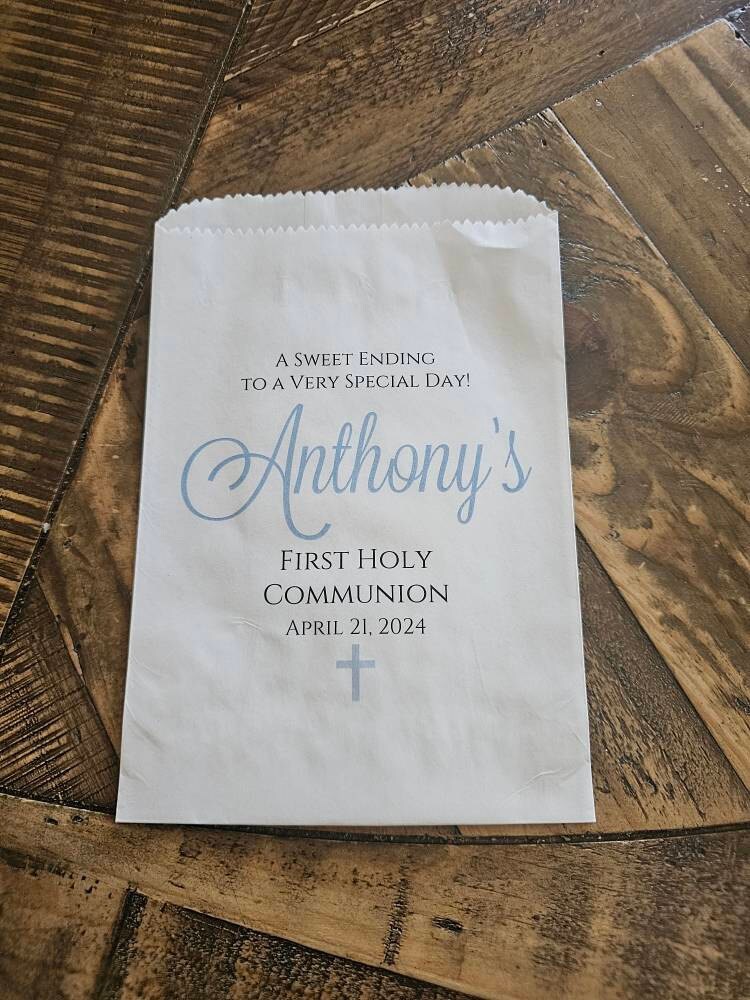 A Sweet Ending
to a Very Special Day!
Anthony's
First Holy
Communion
April 21, 2024